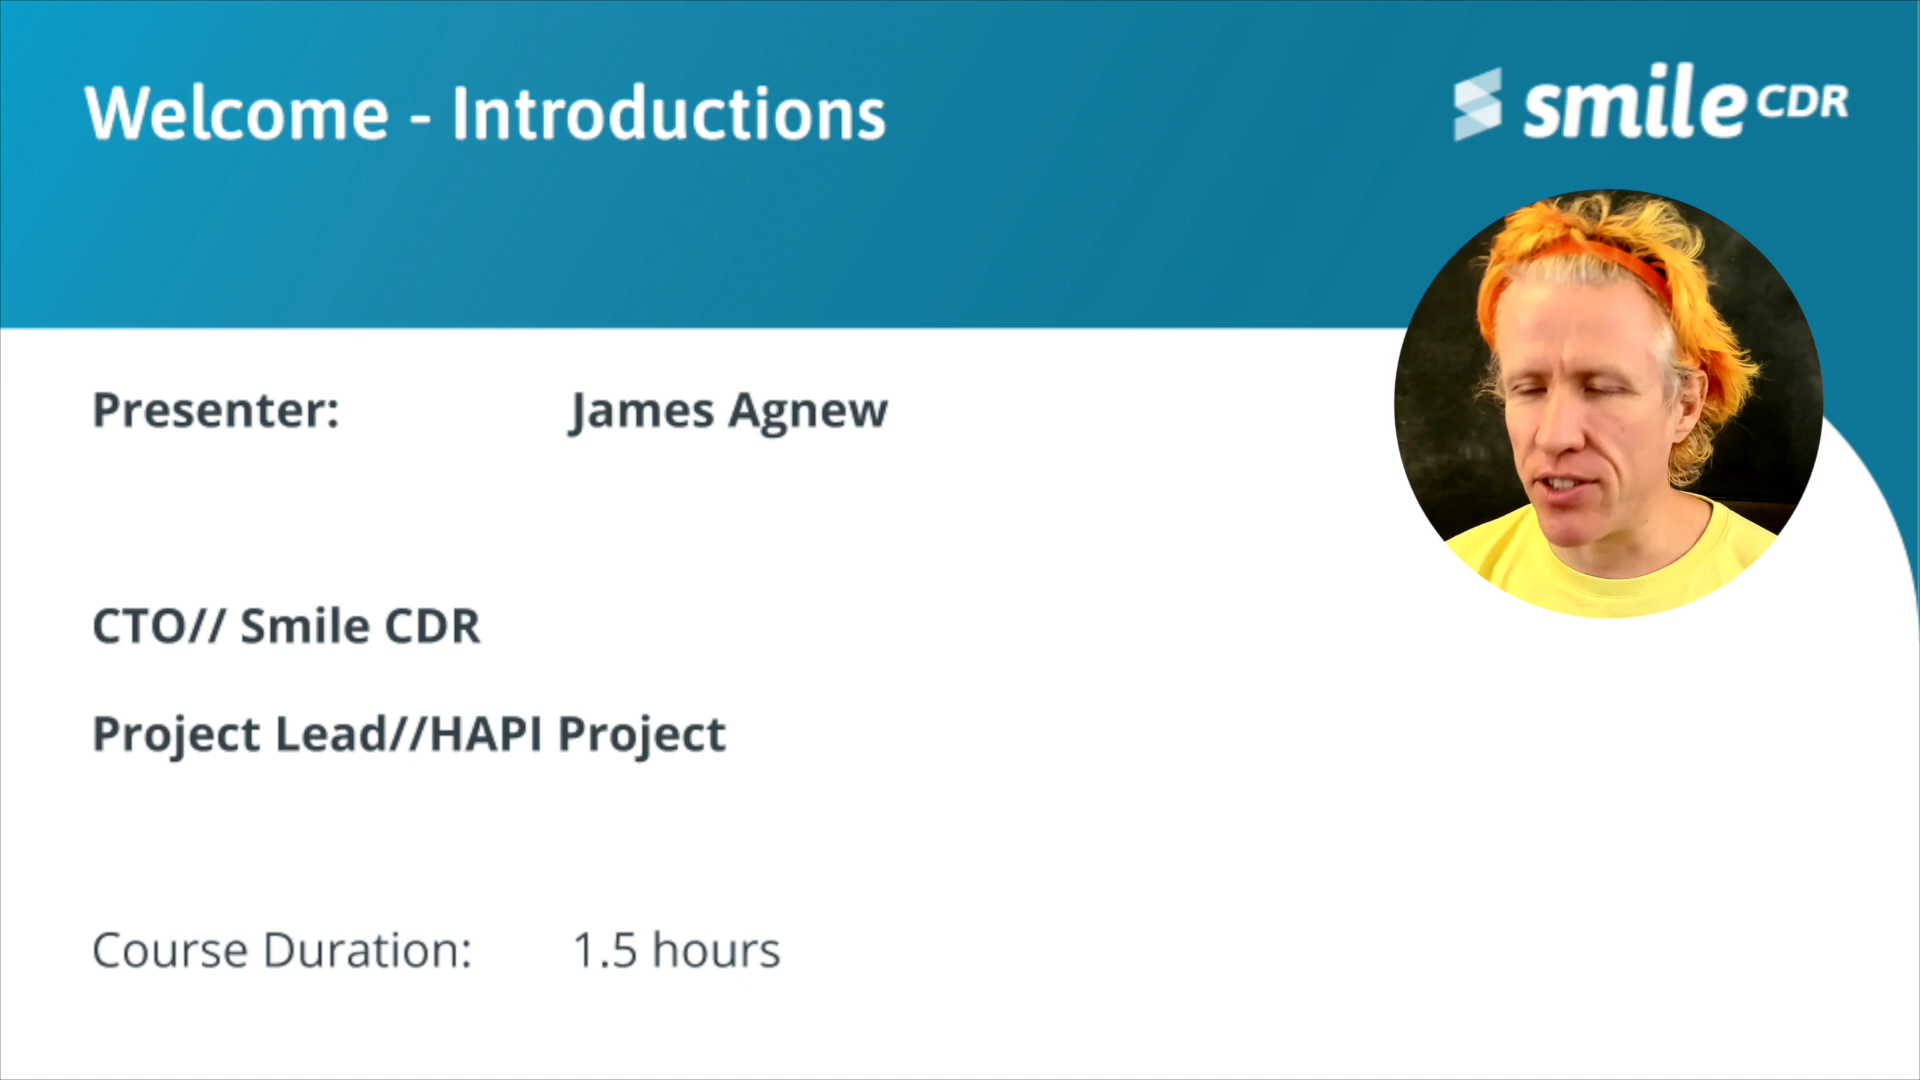 Welcome - Introductions
smile CDR
Presenter: James Agnew
CTO// Smile CDR
Project Lead//HAPI Project
Course Duration: 1.5 hours